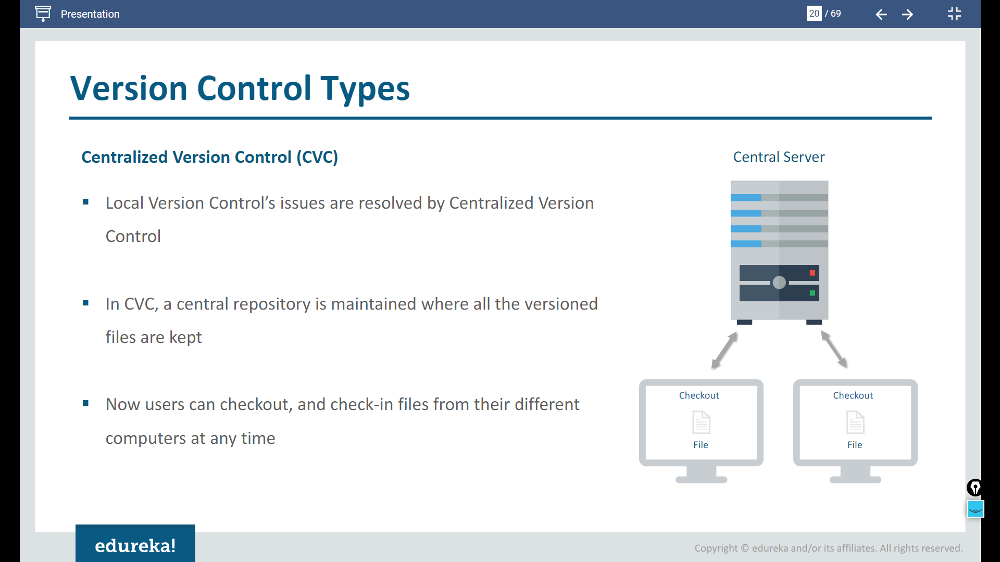 Presentation
20 / 69
Version Control Types
Centralized Version Control (CVC)
Central Server
▪ Local Version Control’s issues are resolved by Centralized Version
Control
▪ In CVC, a central repository is maintained where all the versioned
files are kept
▪ Now users can checkout, and check-in files from their different
computers at any time
Checkout
File
Checkout
File
edureka!
Copyright © edureka and/or its affiliates. All rights reserved.